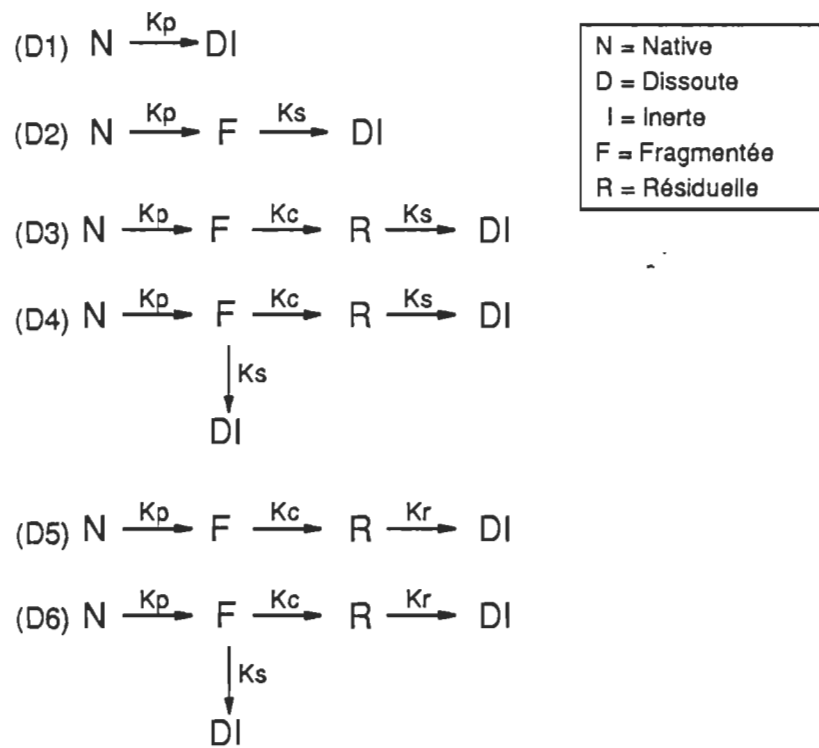 (D1) N Kp DI
(D2) N Kp F Ks DI
(D3) N Kp F Kc R Ks DI
(D4) N Kp F Kc R Ks DI
Ks
DI
(D5) N Kp F Kc R Kr DI
(D6) N Kp F Kc R Kr DI
Ks
DI
N = Native
D = Dissoute
I = Inerte
F = Fragmentée
R = Résiduelle